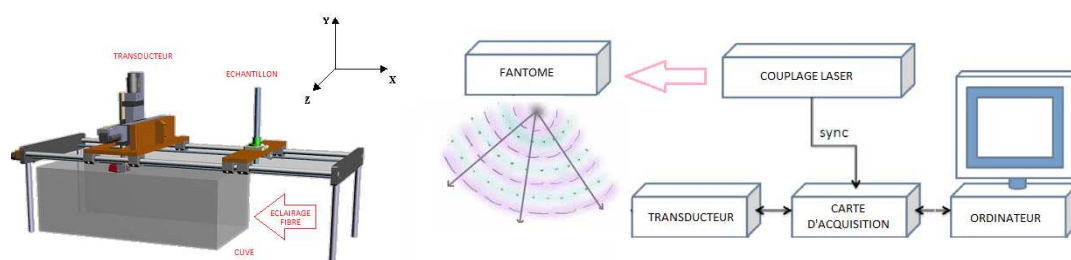 TRANSDUCTEUR
ECHANTILLON
Y
X
Z
ECLAIRAGE
FIBRE
CUVE
FANTOME
COUPLAGE LASER
sync
TRANSDUCTEUR
CARTE
D'ACQUISITION
ORDINATEUR